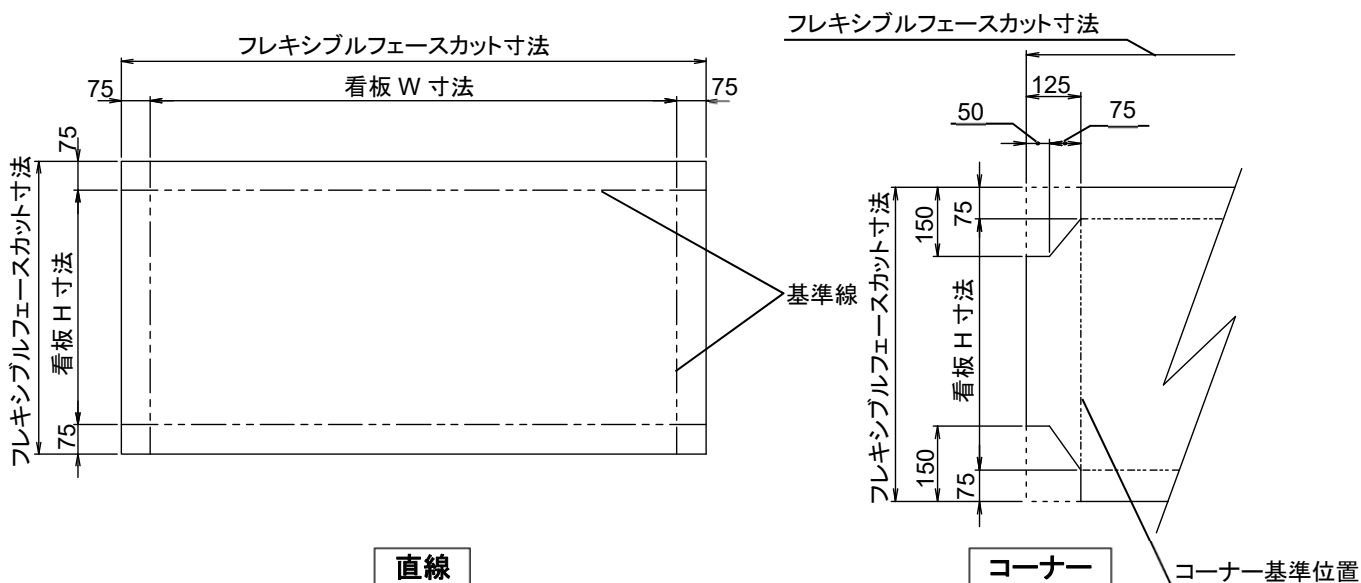 フレキシブルフェースカット寸法
75
看板 W 寸法
75
75
フレキシブルフェースカット寸法
看板 H 寸法
75
基準線
直線
フレキシブルフェースカット寸法
125
50
75
フレキシブルフェースカット寸法
150
75
看板 H 寸法
150
75
コーナー
コーナー基準位置